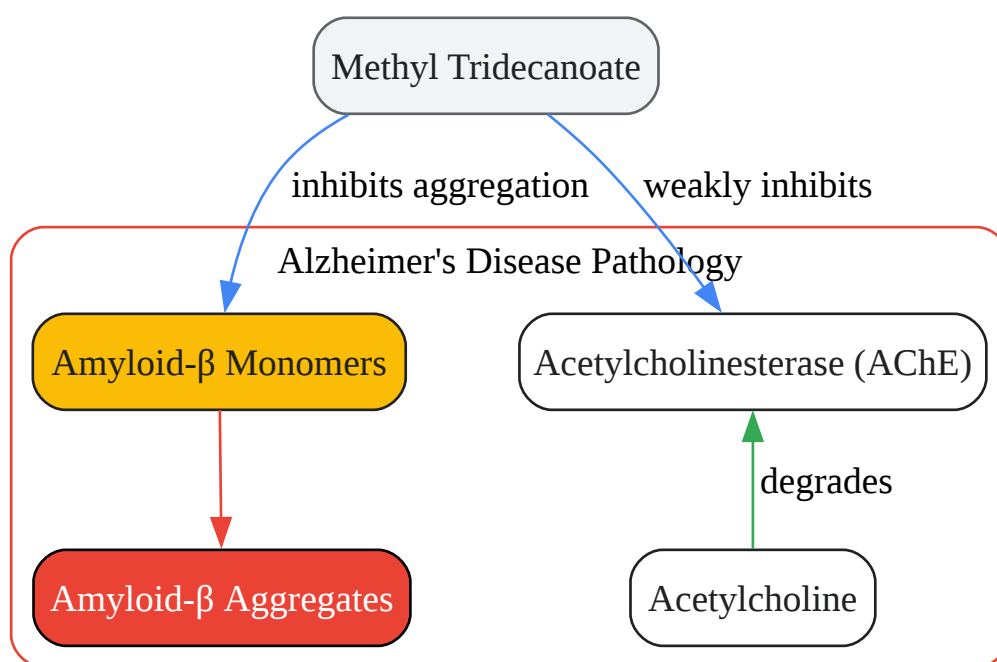 Methyl Tridecanoate
inhibits aggregation
weakly inhibits
Alzheimer's Disease Pathology
Amyloid-β Monomers
Acetylcholinesterase (AChE)
degrades
Amyloid-β Aggregates
Acetylcholine